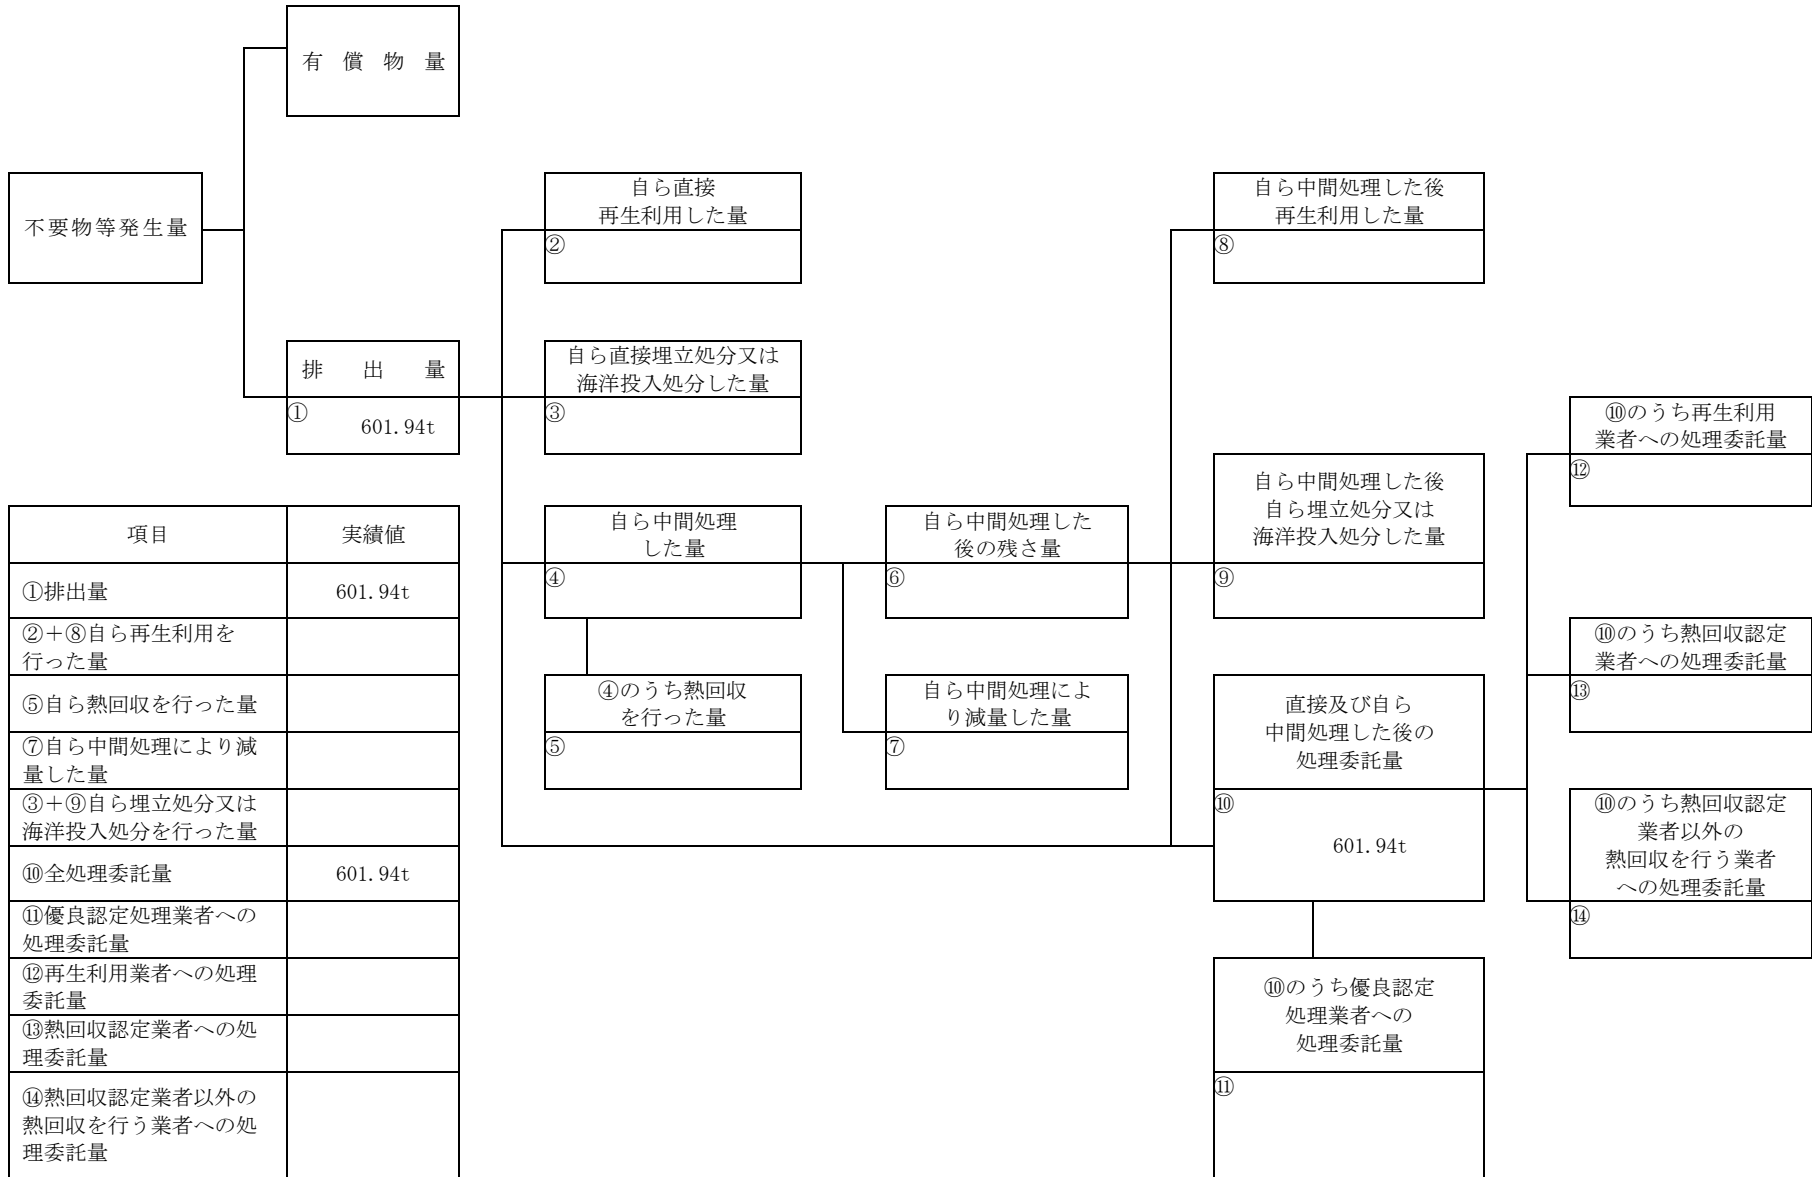 有 償 物 量
不要物等発生量
自ら直接
再生利用した量
②
自ら中間処理した後
再生利用した量
⑧
排 出 量
① 601.94t
自ら直接埋立処分又は
海洋投入処分した量
③
⑩のうち再生利用
業者への処理委託量
⑫
自ら中間処理
した量
④
自ら中間処理した
後の残さ量
⑥
自ら中間処理した後
自ら埋立処分又は
海洋投入処分した量
⑨
⑩のうち熱回収認定
業者への処理委託量
⑬
④のうち熱回収
を行った量
⑤
自ら中間処理によ
り減量した量
⑦
直接及び自ら
中間処理した後の
処理委託量
⑩
601.94t
⑩のうち熱回収認定
業者以外の
熱回収を行う業者
への処理委託量
⑭
⑩のうち優良認定
処理業者への
処理委託量
⑪
項目 実績値
①排出量 601.94t
②＋⑧自ら再生利用を
行った量
⑤自ら熱回収を行った量
⑦自ら中間処理により減
量した量
③＋⑨自ら埋立処分又は
海洋投入処分を行った量
⑩全処理委託量 601.94t
⑪優良認定処理業者への
処理委託量
⑫再生利用業者への処理
委託量
⑬熱回収認定業者への処
理委託量
⑭熱回収認定業者以外の
熱回収を行う業者への処
理委託量